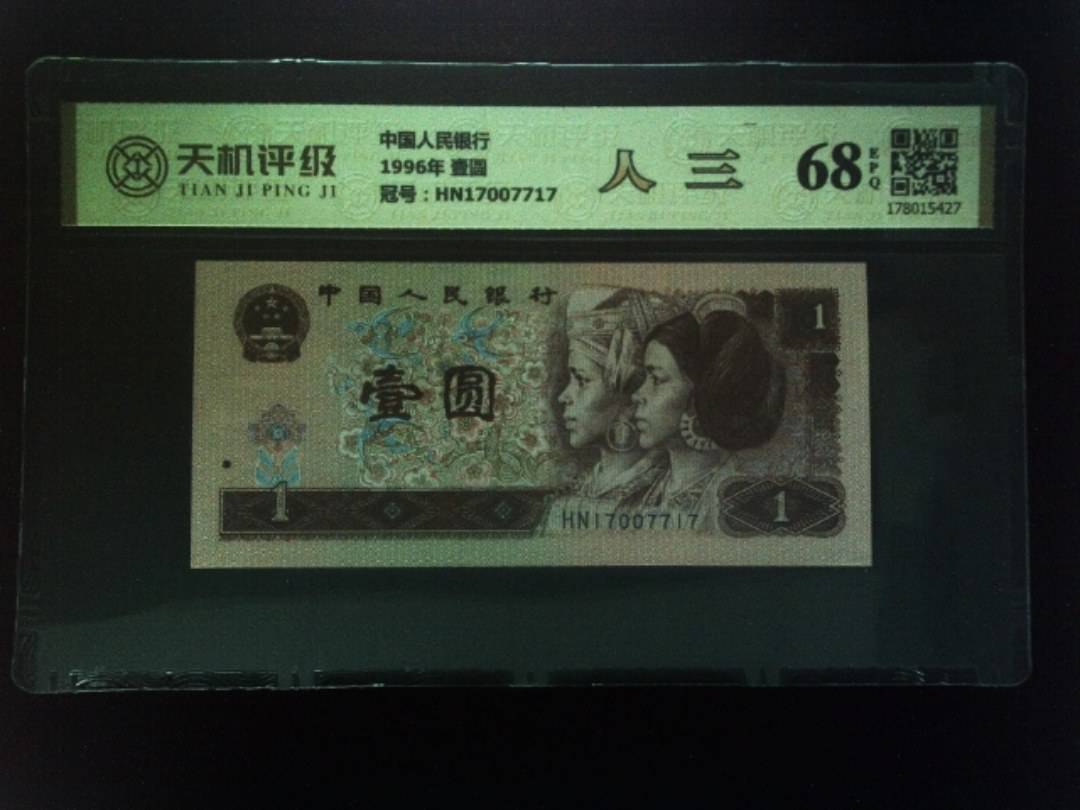 天机评级
TIAN JI PING JI
中国人民银行
1996年 壹圆
冠号：HN17007717
人 三
68
EPQ
178015427
中国人民银行
1
壹圆
1
HN17007717
1